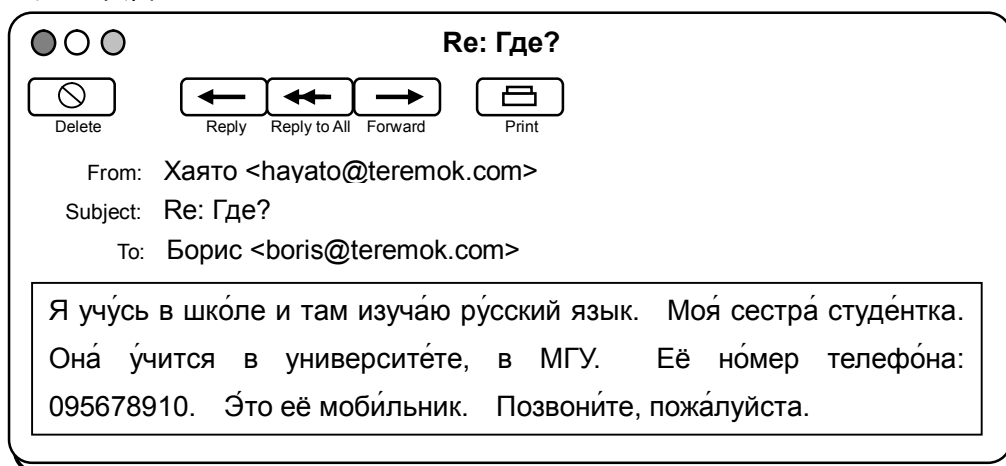 Re: Где?
Delete Reply Reply to All Forward Print
From: Хаято <hayato@teremok.com>
Subject: Re: Где?
To: Борис <boris@teremok.com>
Я учу́сь в шко́ле и там изуча́ю ру́сский язык. Моя́ сестра́ студе́нтка.
Она́ у́чится в университе́те, в МГУ. Её но́мер телефо́на:
095678910. Э́то её моби́льник. Позвони́те, пожа́луйста.